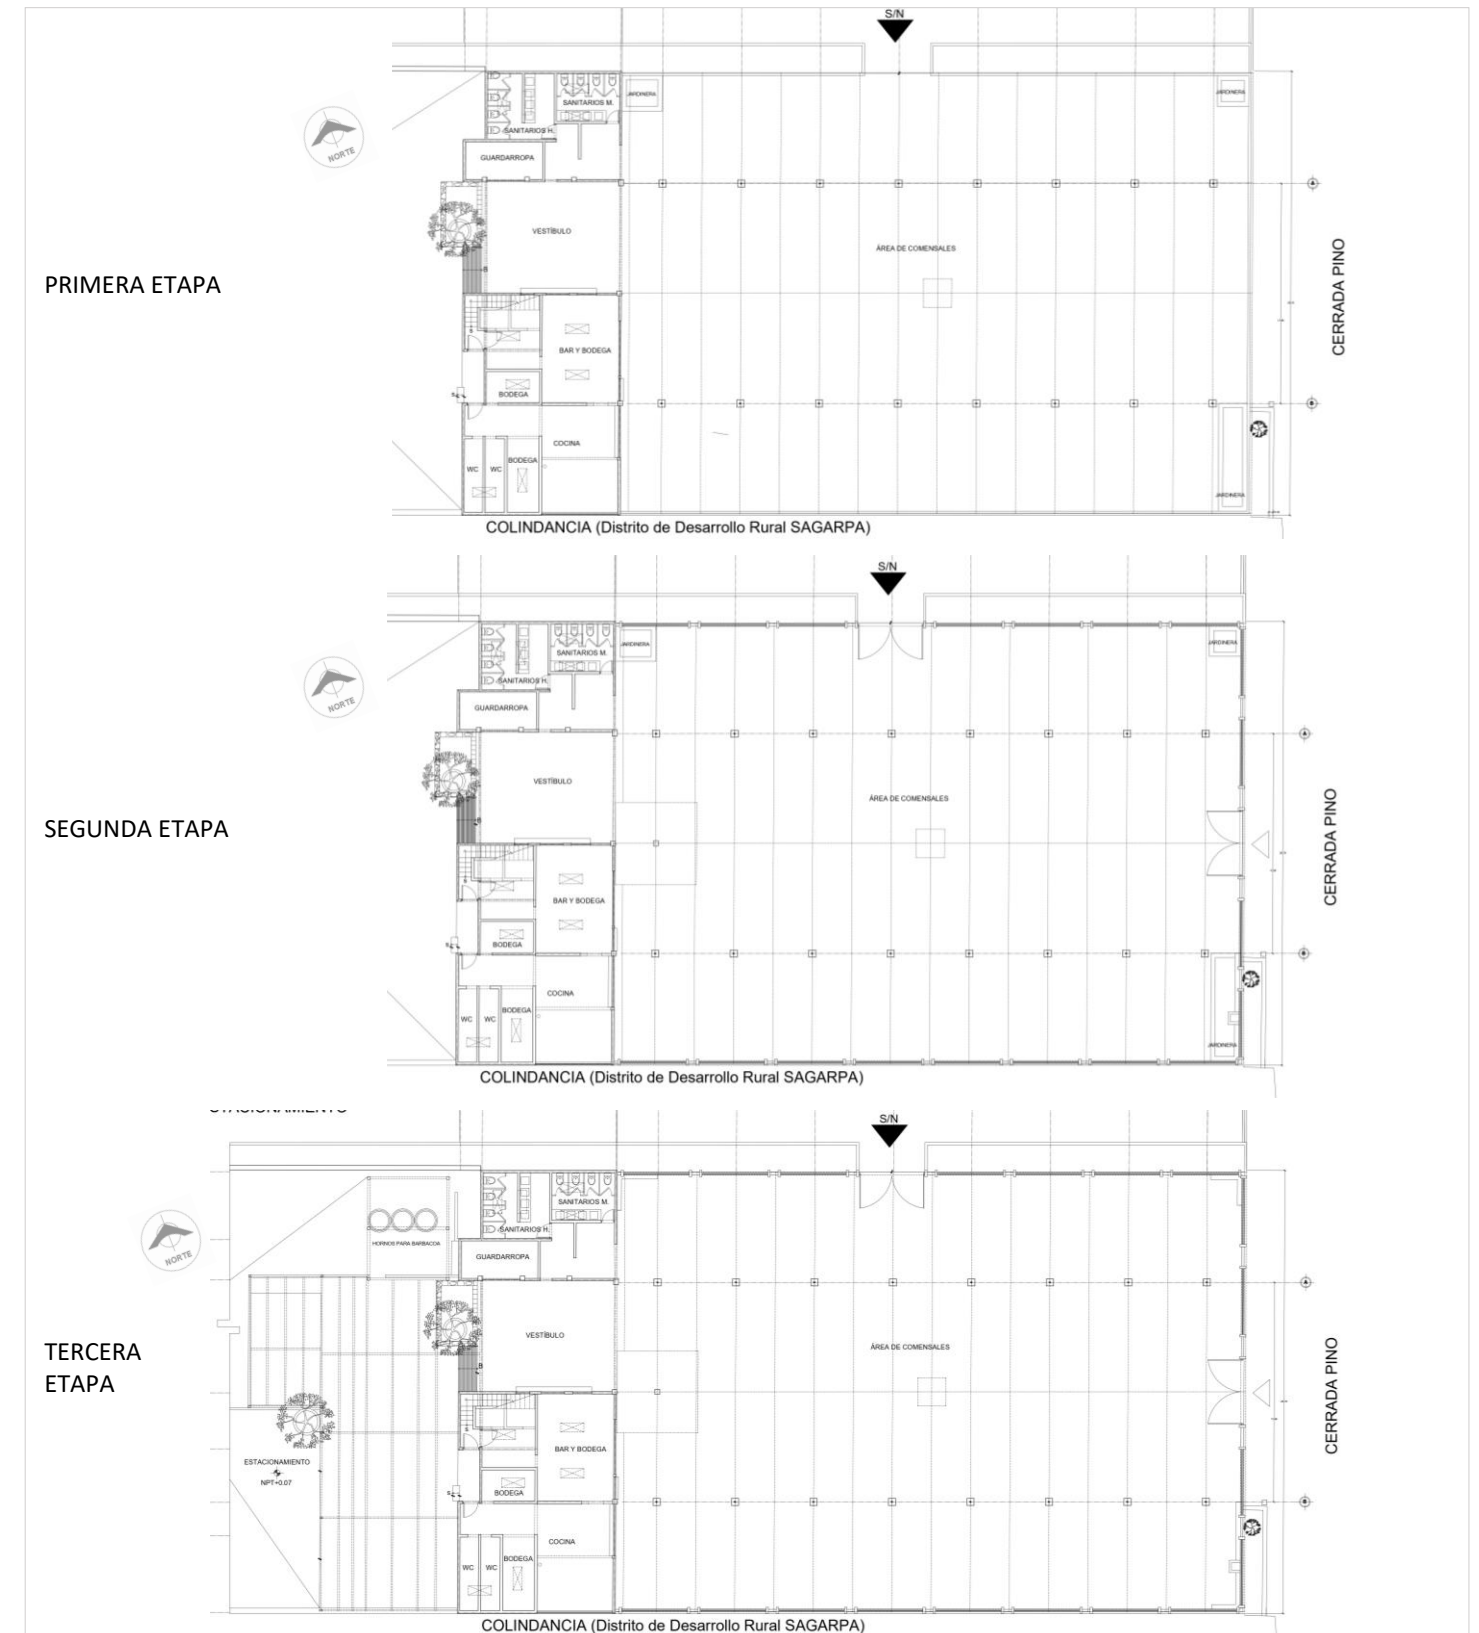 S/N
SANITARIOS M.
JARDINERA
JARDINERA
SANITARIOS H.
NORTE
GUARDARROPA
VESTÍBULO
ÁREA DE COMENSALES
B
PRIMERA ETAPA
CERRADA PINO
BAR Y BODEGA
S
BODEGA
COCINA
WC
WC
BODEGA
JARDINERA
COLINDANCIA (Distrito de Desarrollo Rural SAGARPA)
S/N
SANITARIOS M.
JARDINERA
JARDINERA
SANITARIOS H.
NORTE
GUARDARROPA
VESTÍBULO
ÁREA DE COMENSALES
B
SEGUNDA ETAPA
CERRADA PINO
BAR Y BODEGA
S
BODEGA
COCINA
WC
WC
BODEGA
JARDINERA
COLINDANCIA (Distrito de Desarrollo Rural SAGARPA)
S/N
SANITARIOS M.
SANITARIOS H.
HORNOS PARA BARBACOA
NORTE
GUARDARROPA
VESTÍBULO
ÁREA DE COMENSALES
B
TERCERA
ETAPA
CERRADA PINO
BAR Y BODEGA
ESTACIONAMIENTO
NPT+0.07
S
BODEGA
COCINA
WC
WC
BODEGA
COLINDANCIA (Distrito de Desarrollo Rural SAGARPA)